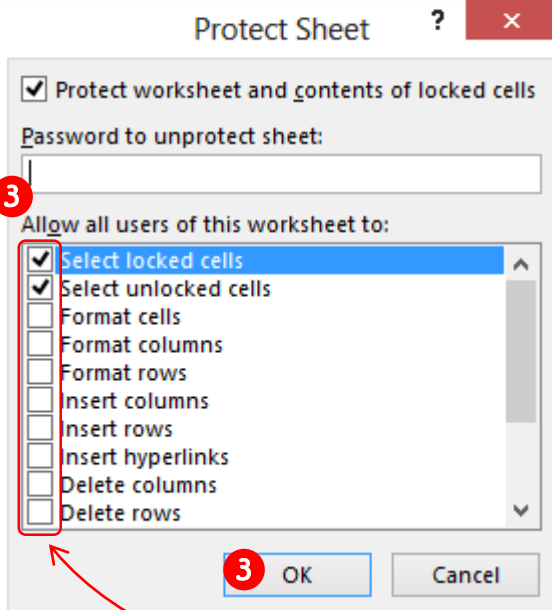 Protect Sheet ? ×
Protect worksheet and contents of locked cells
Password to unprotect sheet:
3
Allow all users of this worksheet to:
Select locked cells
Select unlocked cells
Format cells
Format columns
Format rows
Insert columns
Insert rows
Insert hyperlinks
Delete columns
Delete rows
3 OK Cancel